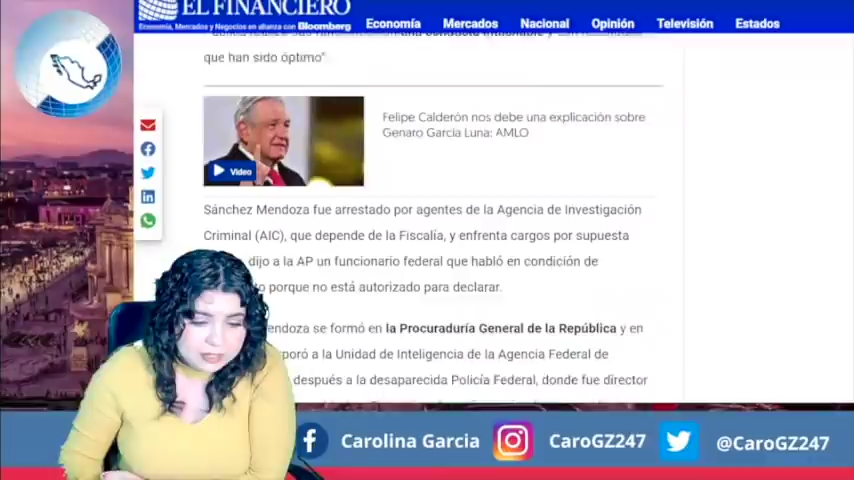 EL FINANCIERO
Economía, Mercados y Negocios en alianza con Bloomberg
Economía Mercados Nacional Opinión Televisión Estados
que han sido óptimo".
Felipe Calderón nos debe una explicación sobre
Genaro García Luna: AMLO
Video
Sánchez Mendoza fue arrestado por agentes de la Agencia de Investigación
Criminal (AIC), que depende de la Fiscalía, y enfrenta cargos por supuesta
dijo a la AP un funcionario federal que habló en condición de
to porque no está autorizado para declarar.
endoza se formó en la Procuraduría General de la República y en
rporó a la Unidad de Inteligencia de la Agencia Federal de
después a la desaparecida Policía Federal, donde fue director
Carolina Garcia CaroGZ247 @CaroGZ247